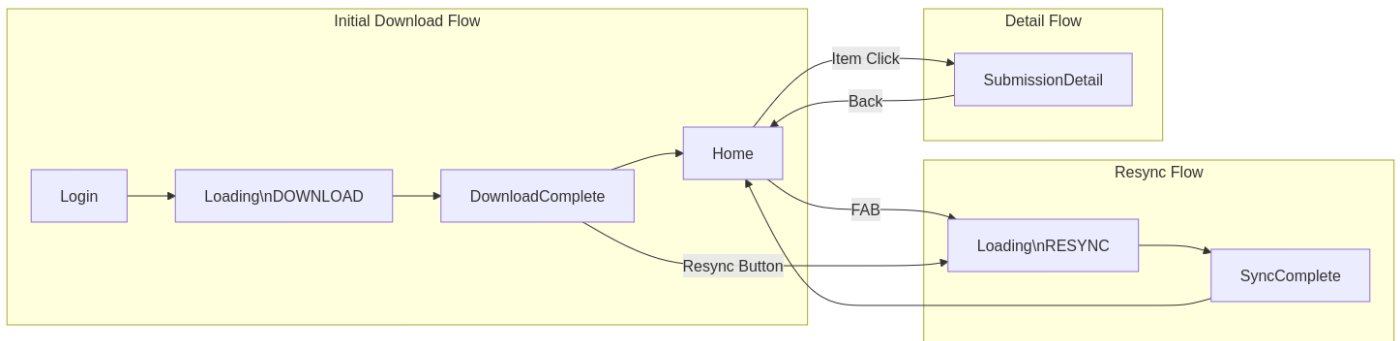 Initial Download Flow
Detail Flow
Item Click
SubmissionDetail
Back
Home
Login
Loading\nDOWNLOAD
DownloadComplete
Resync Flow
FAB
Loading\nRESYNC
Resync Button
SyncComplete